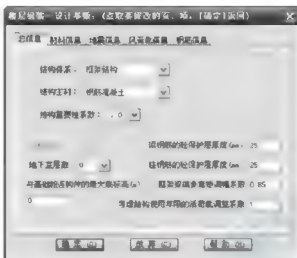 楼层组装—设计参数：(点取要修改的页、项，[确定]返回)
总信息 材料信息 地震信息 风荷载信息 钢筋信息
结构体系： 框架结构
结构主材： 钢筋混凝土
结构重要性系数：
梁钢筋的砼保护层厚度(mm) 25
地下室层数 0 柱钢筋的砼保护层厚度(mm) 25
与基础相连构件的最大底标高(m) 框架梁端负弯矩调幅系数 0.85
0 考虑结构使用年限的活荷载调整系数 1
确定(O) 放弃(C) 帮助(H)